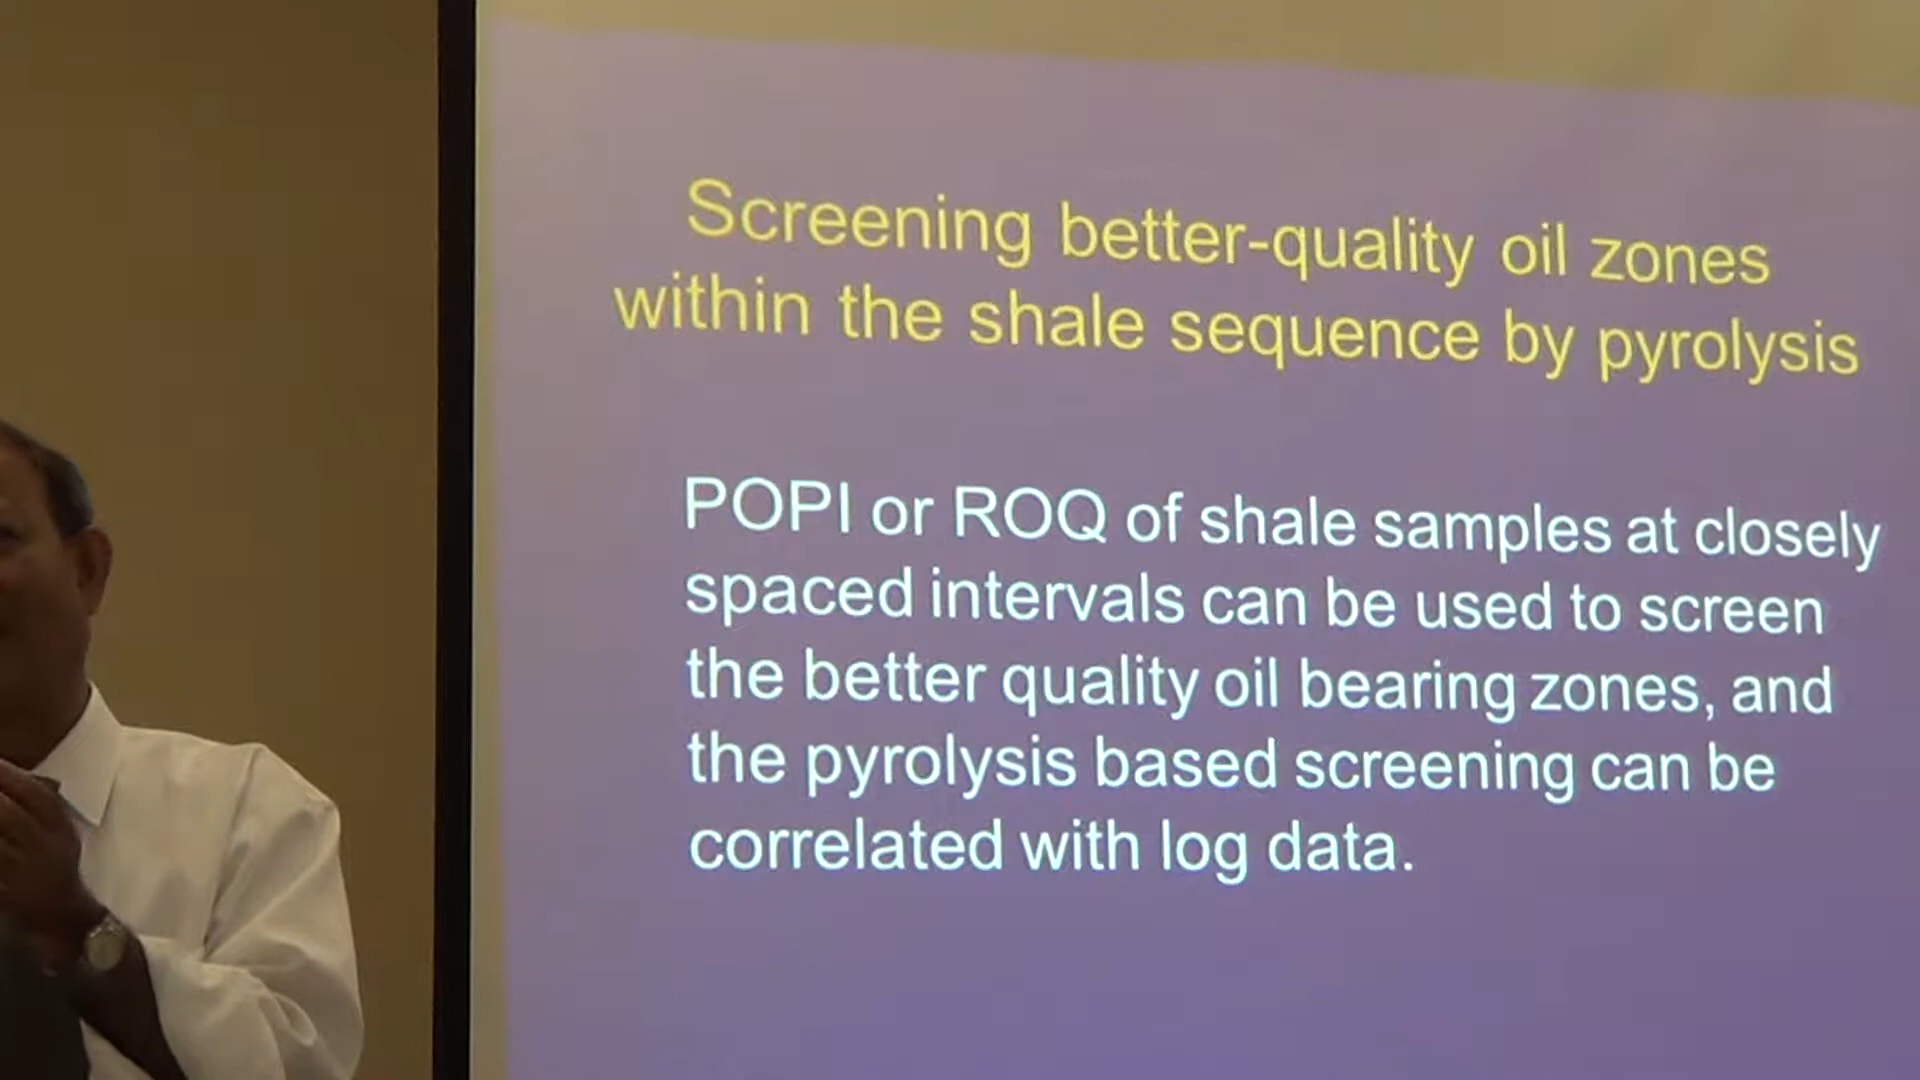 Screening better-quality oil zones
within the shale sequence by pyrolysis
POPI or ROQ of shale samples at closely
spaced intervals can be used to screen
the better quality oil bearing zones, and
the pyrolysis based screening can be
correlated with log data.